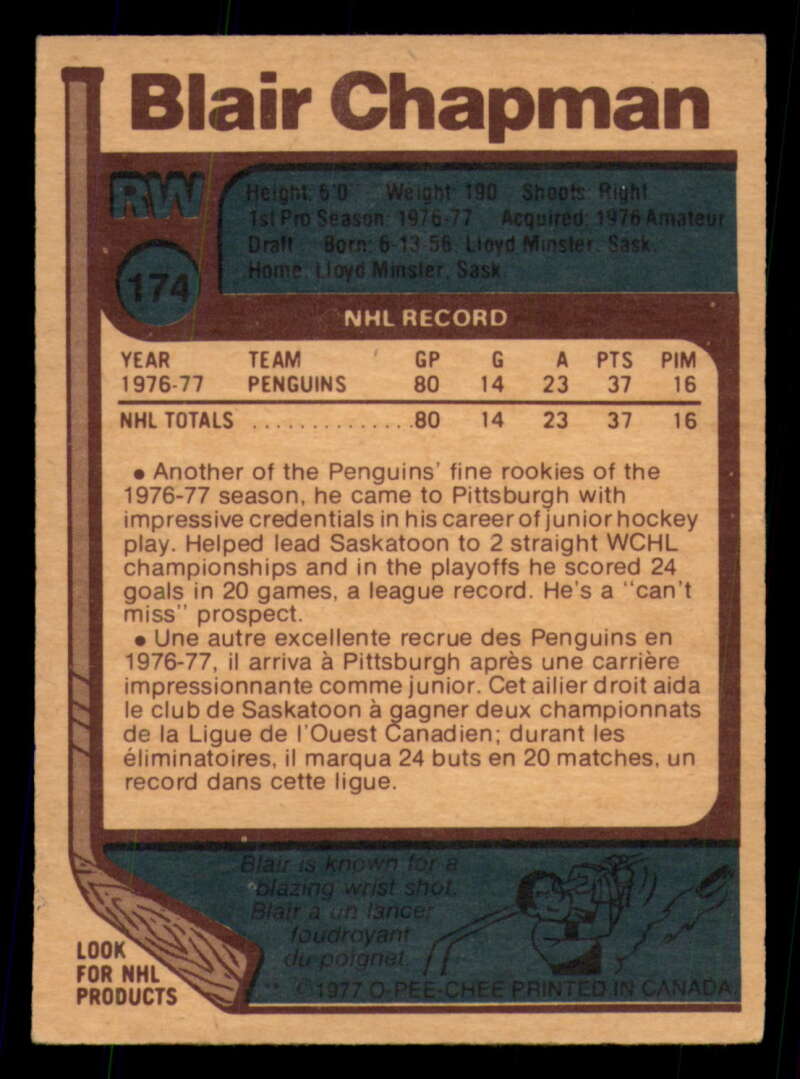 Blair Chapman
RW
Height: 6'0 Weight: 190 Shoots: Right
1st Pro Season: 1976-77 Acquired: 1976 Amateur
Draft Born: 6-13-56, Lloyd Minster, Sask.
Home: Lloyd Minster, Sask.
174
NHL RECORD
YEAR TEAM GP G A PTS PIM
1976-77 PENGUINS 80 14 23 37 16
NHL TOTALS ..............80 14 23 37 16
• Another of the Penguins' fine rookies of the
1976-77 season, he came to Pittsburgh with
impressive credentials in his career of junior hockey
play. Helped lead Saskatoon to 2 straight WCHL
championships and in the playoffs he scored 24
goals in 20 games, a league record. He's a "can't
miss" prospect.
• Une autre excellente recrue des Penguins en
1976-77, il arriva à Pittsburgh après une carrière
impressionnante comme junior. Cet ailier droit aida
le club de Saskatoon à gagner deux championnats
de la Ligue de l'Ouest Canadien; durant les
éliminatoires, il marqua 24 buts en 20 matches, un
record dans cette ligue.
Blair is known for a
blazing wrist shot.
Blair a un lancer
foudroyant
du poignet.
LOOK
FOR NHL
PRODUCTS
** ©1977 O-PEE-CHEE PRINTED IN CANADA